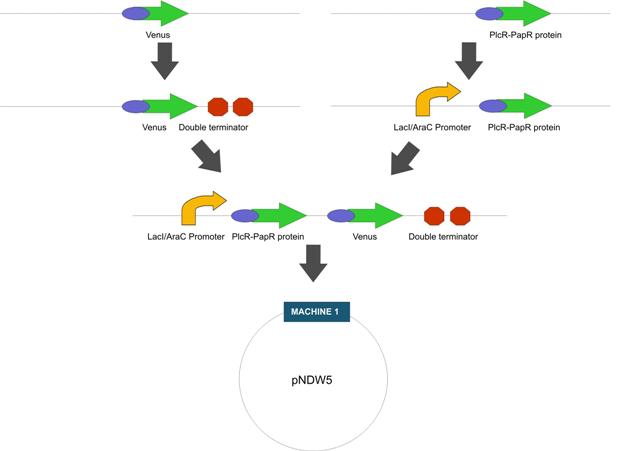 Venus
PlcR-PapR protein
Venus
Double terminator
LacI/AraC Promoter
PlcR-PapR protein
LacI/AraC Promoter
PlcR-PapR protein
Venus
Double terminator
MACHINE 1
pNDW5